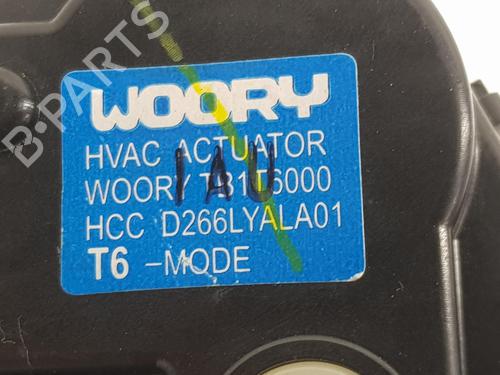 WOORY
HVAC ACTUATOR
IAU
WOORY T31T6000
HCC D266LYALA01
T6 -MODE
B-PARTS